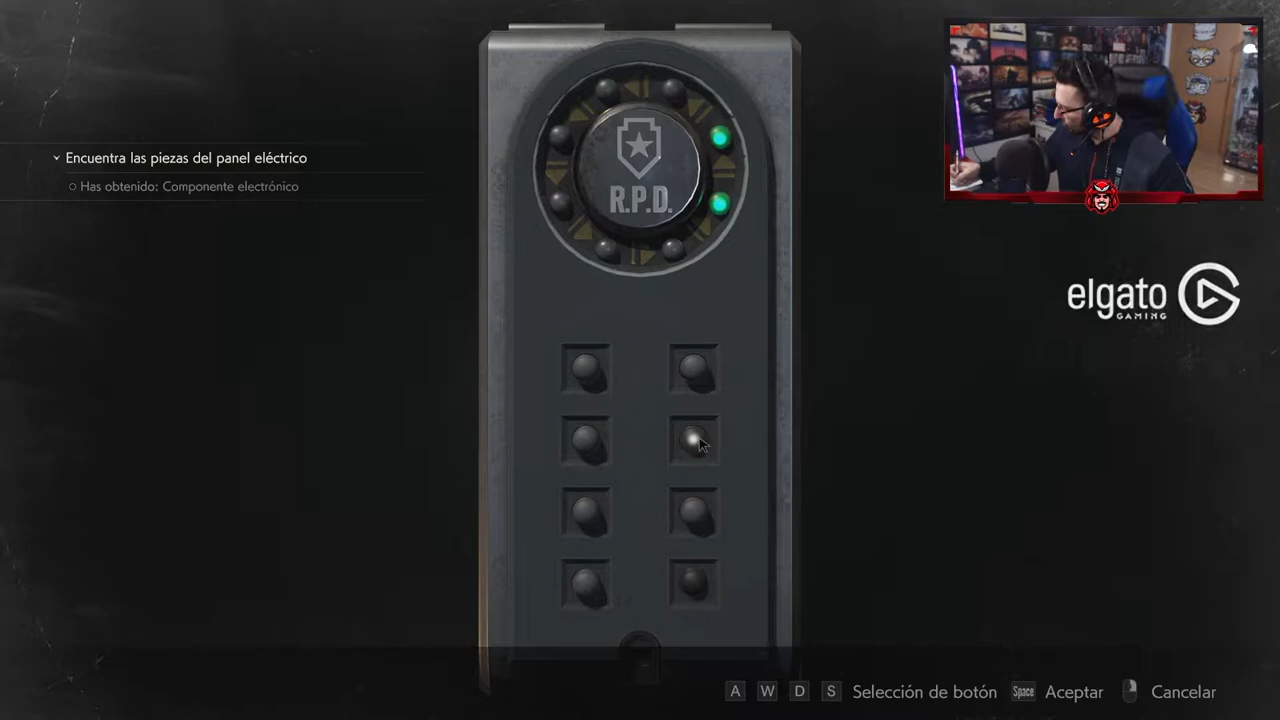 Encuentra las piezas del panel eléctrico
Has obtenido: Componente electrónico
R.P.D.
elgato
GAMING
A W D S Selección de botón Space Aceptar Cancelar